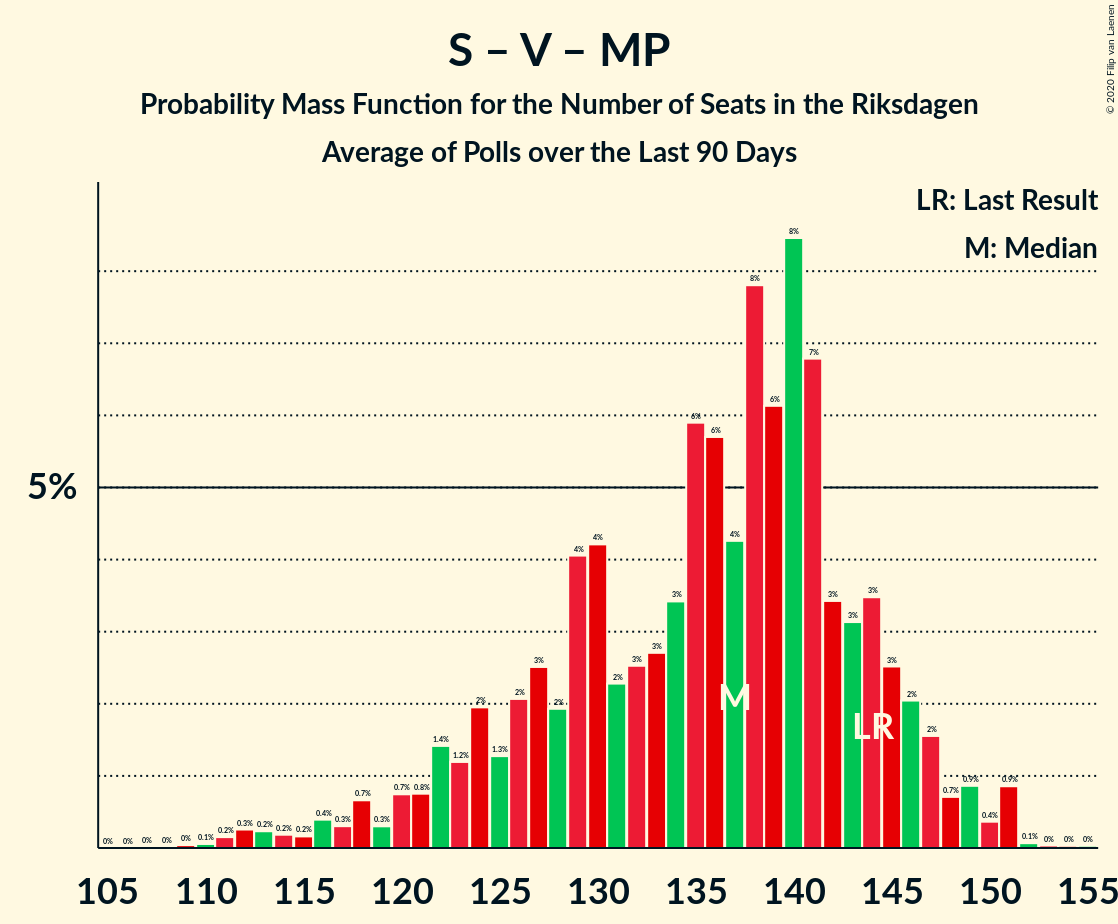 S – V – MP
Probability Mass Function for the Number of Seats in the Riksdagen
Average of Polls over the Last 90 Days
© 2020 Filip van Laenen
LR: Last Result
M: Median
5%
0% 0% 0% 0% 0% 0.1% 0.2% 0.3% 0.2% 0.2% 0.2% 0.4% 0.3% 0.7% 0.3% 0.7% 0.8% 1.4% 1.2% 2% 1.3% 2% 3% 2% 4% 4% 2% 3% 3% 3% 6% 6% 4% 8% 6% 8% 7% 3% 3% 3% 3% 2% 2% 0.7% 0.9% 0.4% 0.9% 0.1% 0% 0% 0%
M
LR
105 110 115 120 125 130 135 140 145 150 155